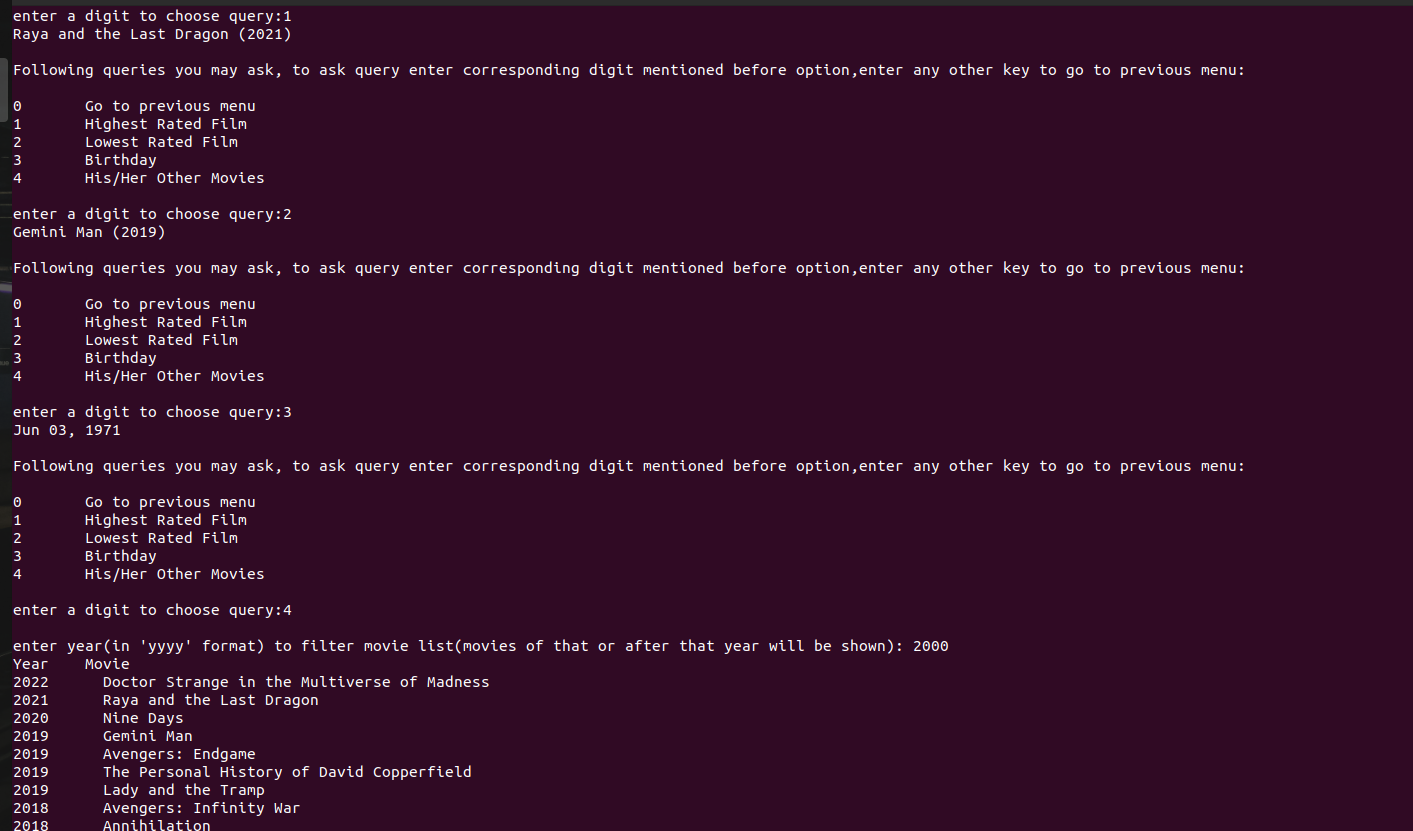 enter a digit to choose query:1
Raya and the Last Dragon (2021)
Following queries you may ask, to ask query enter corresponding digit mentioned before option,enter any other key to go to previous menu:
0 Go to previous menu
1 Highest Rated Film
2 Lowest Rated Film
3 Birthday
4 His/Her Other Movies
enter a digit to choose query:2
Gemini Man (2019)
Following queries you may ask, to ask query enter corresponding digit mentioned before option,enter any other key to go to previous menu:
0 Go to previous menu
1 Highest Rated Film
2 Lowest Rated Film
3 Birthday
4 His/Her Other Movies
enter a digit to choose query:3
Jun 03, 1971
Following queries you may ask, to ask query enter corresponding digit mentioned before option,enter any other key to go to previous menu:
0 Go to previous menu
1 Highest Rated Film
2 Lowest Rated Film
3 Birthday
4 His/Her Other Movies
enter a digit to choose query:4
enter year(in 'yyyy' format) to filter movie list(movies of that or after that year will be shown): 2000
Year Movie
2022 Doctor Strange in the Multiverse of Madness
2021 Raya and the Last Dragon
2020 Nine Days
2019 Gemini Man
2019 Avengers: Endgame
2019 The Personal History of David Copperfield
2019 Lady and the Tramp
2018 Avengers: Infinity War
2018 Annihilation